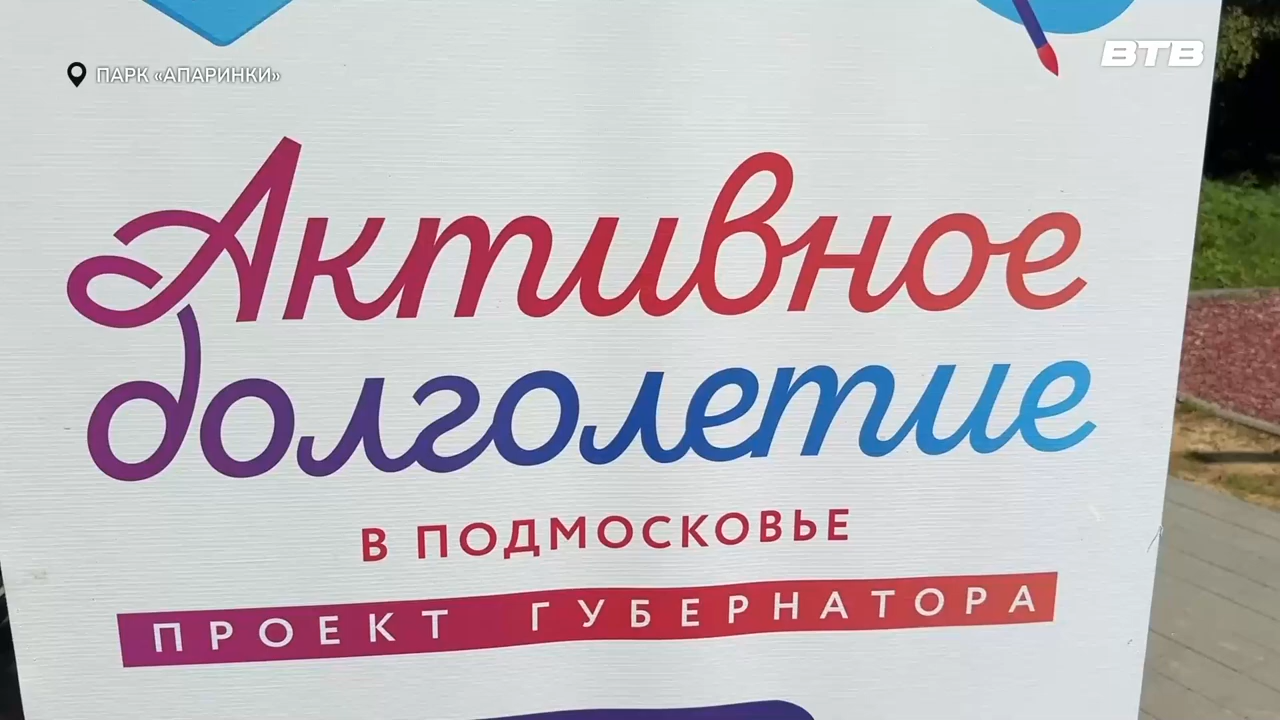 ПАРК «АПАРИНКИ»
ВТВ
Активное
долголетие
В ПОДМОСКОВЬЕ
ПРОЕКТ ГУБЕРНАТОРА